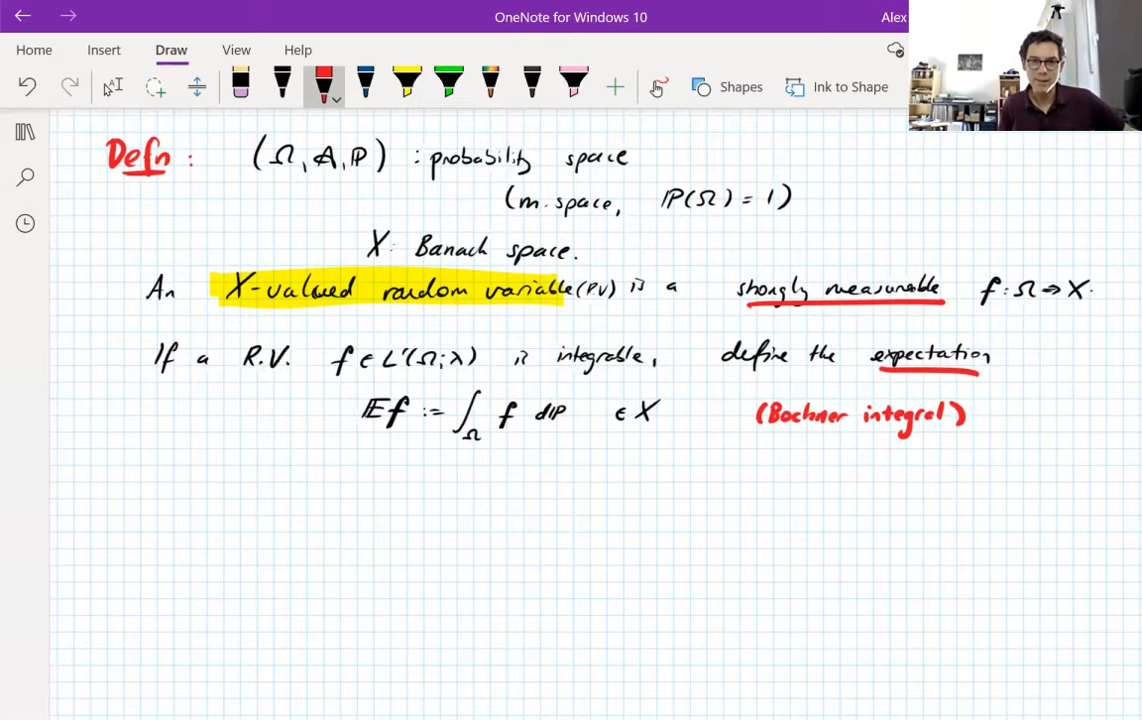 OneNote for Windows 10
Alex
Home Insert Draw View Help
Shapes Ink to Shape
Defn: (Ω, A, ℙ) : probability space
(m. space, ℙ(Ω) = 1)
X: Banach space.
An X-valued random variable (RV) is a strongly measurable f: Ω → X.
If a R.V. f ∈ L¹(Ω; X) is integrable, define the expectation
𝔼f := ∫_Ω f dℙ ∈ X (Bochner integral)